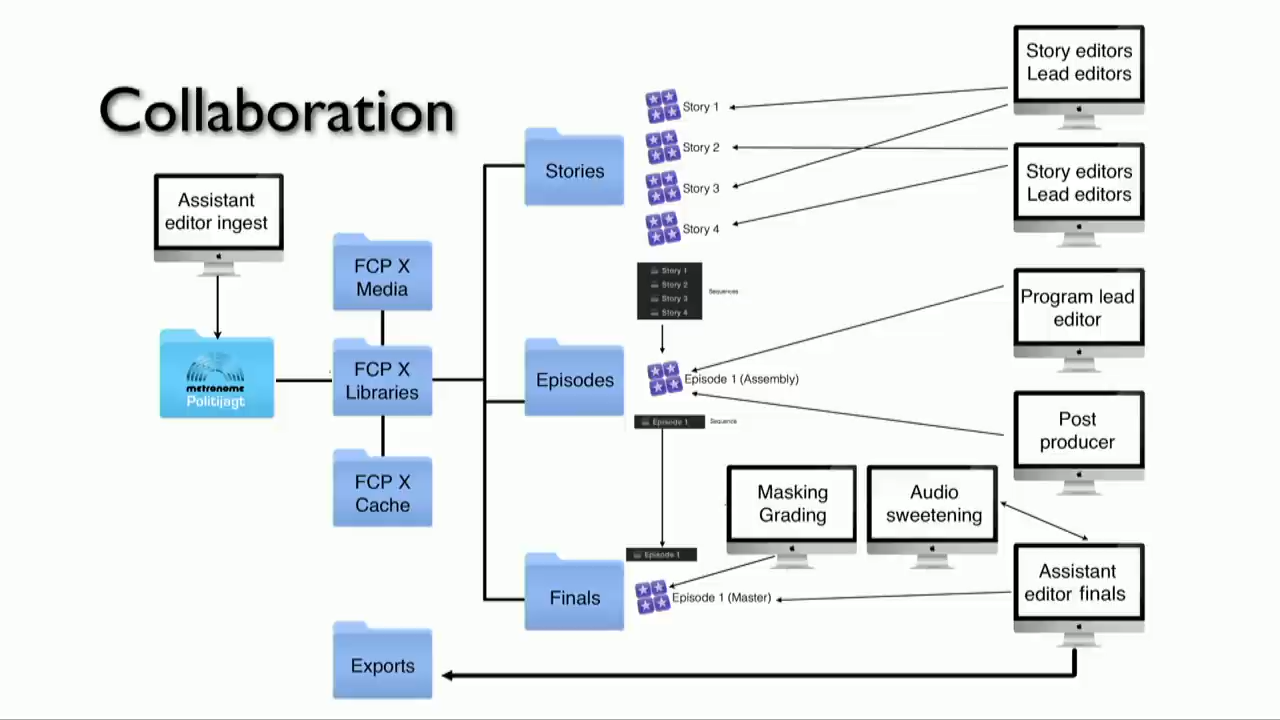 Collaboration
Assistant
editor ingest
metronome
Politijagt
FCP X
Media
FCP X
Libraries
FCP X
Cache
Exports
Stories
Episodes
Finals
Story 1
Story 2
Story 3
Story 4
Story 1
Story 2
Story 3
Story 4
Sequences
Episode 1 (Assembly)
Episode 1
Sequence
Episode 1
Episode 1 (Master)
Masking
Grading
Audio
sweetening
Story editors
Lead editors
Story editors
Lead editors
Program lead
editor
Post
producer
Assistant
editor finals